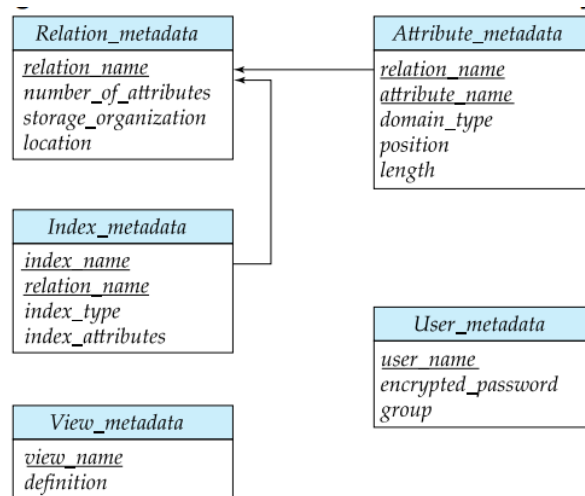 Relation_metadata
relation_name
number_of_attributes
storage_organization
location
Attribute_metadata
relation_name
attribute_name
domain_type
position
length
Index_metadata
index_name
relation_name
index_type
index_attributes
User_metadata
user_name
encrypted_password
group
View_metadata
view_name
definition